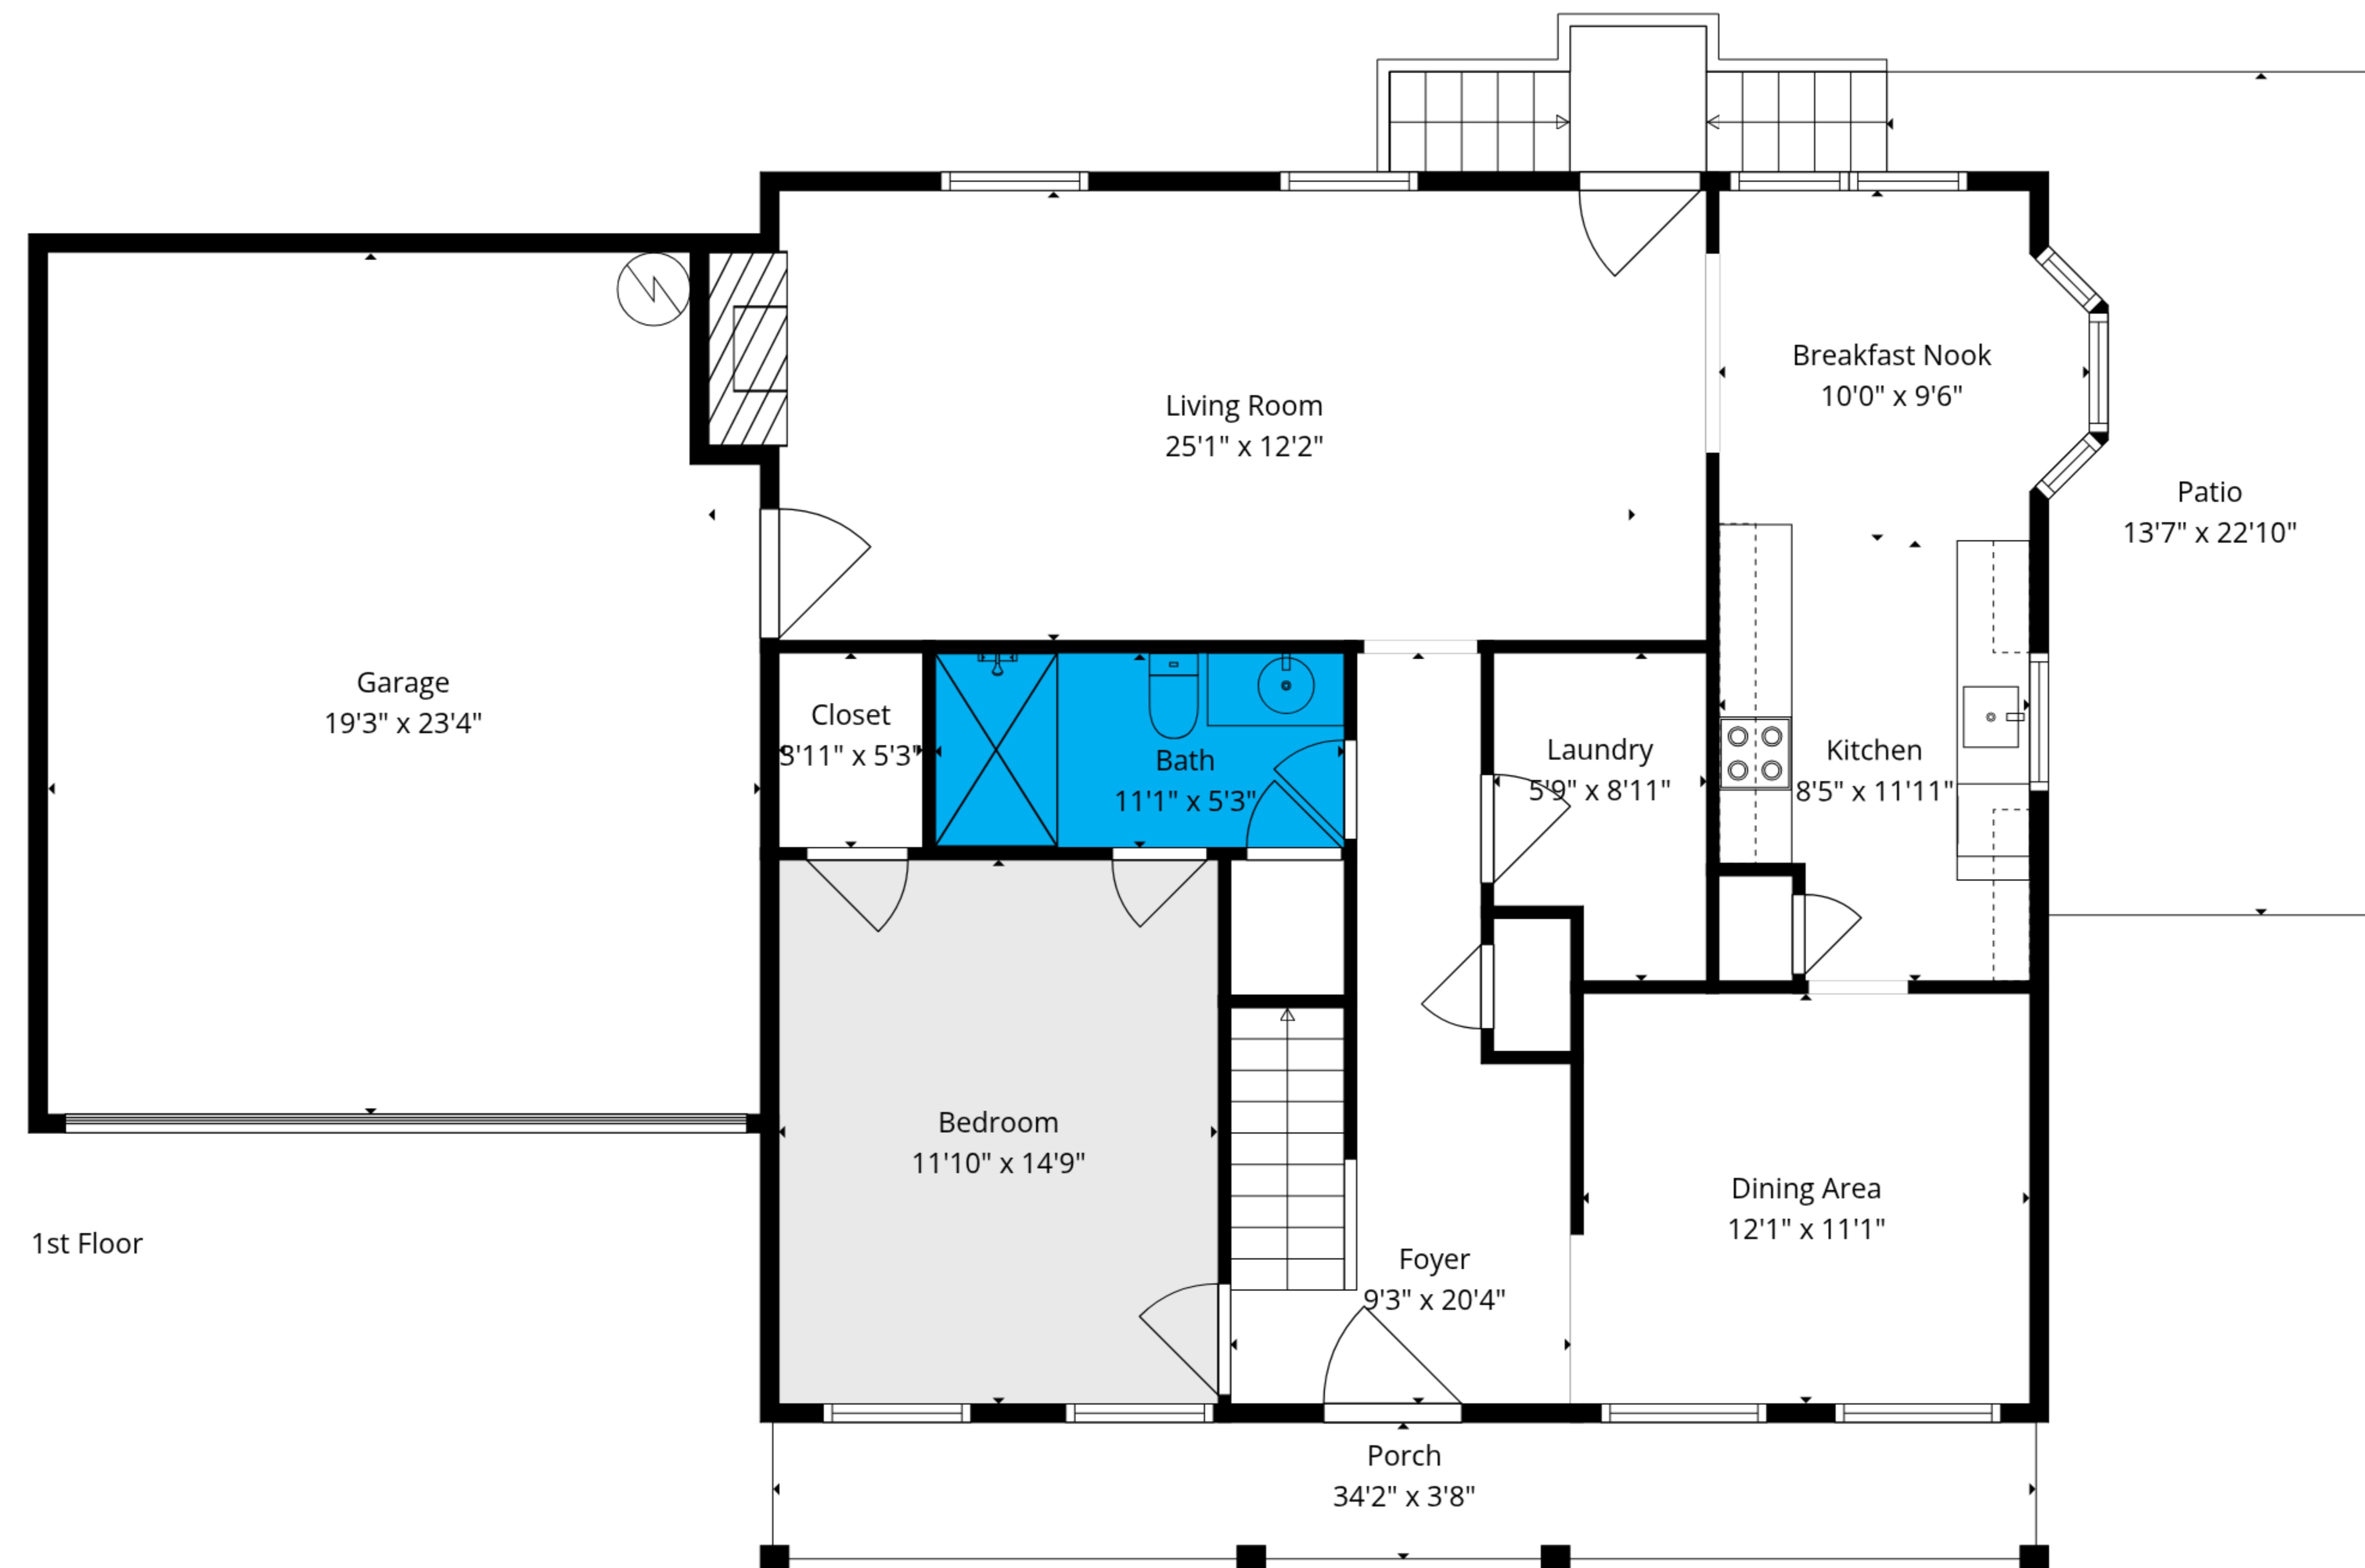 Breakfast Nook
10'0" x 9'6"
Living Room
25'1" x 12'2"
Patio
13'7" x 22'10"
Garage
19'3" x 23'4"
Closet
3'11" x 5'3"
Bath
11'1" x 5'3"
Laundry
5'9" x 8'11"
Kitchen
8'5" x 11'11"
Bedroom
11'10" x 14'9"
Dining Area
12'1" x 11'1"
1st Floor
Foyer
9'3" x 20'4"
Porch
34'2" x 3'8"